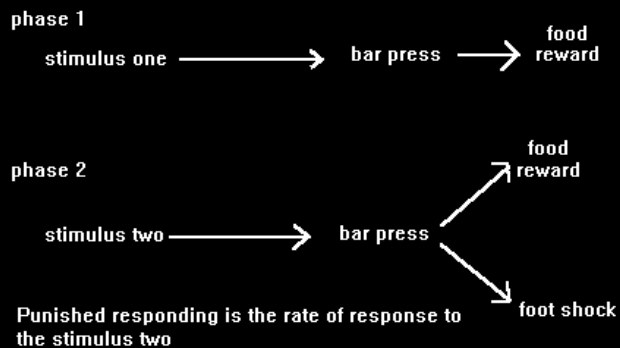 phase 1
food
stimulus one bar press reward
food
phase 2 reward
stimulus two bar press
foot shock
Punished responding is the rate of response to
the stimulus two